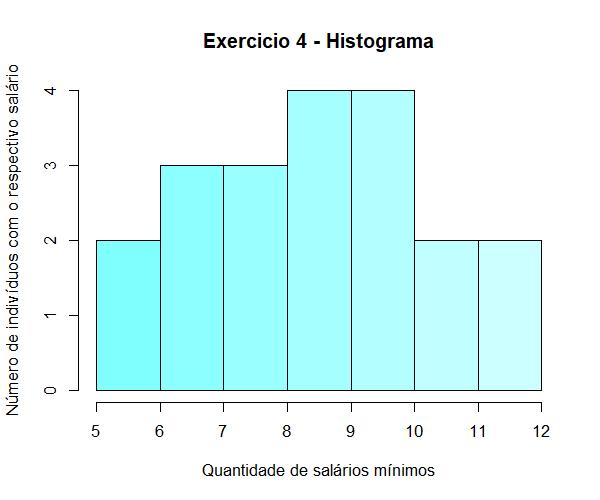 Exercicio 4 - Histograma
Número de indivíduos com o respectivo salário
4
3
2
1
0
5 6 7 8 9 10 11 12
Quantidade de salários mínimos